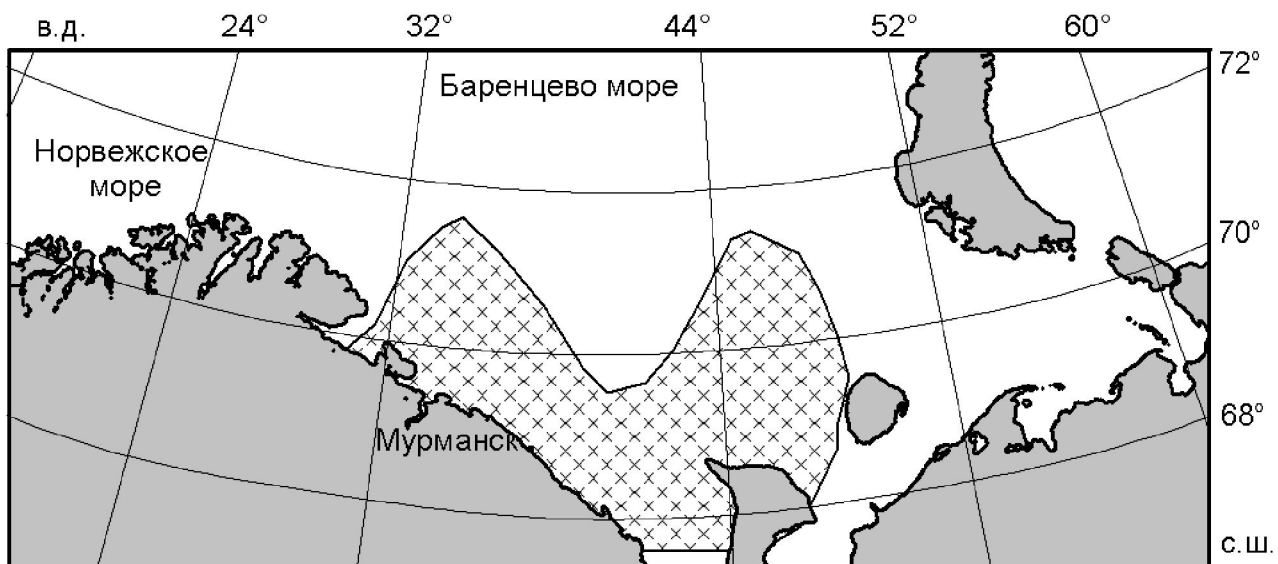 в.д. 24° 32° 44° 52° 60°
72°
Баренцево море
Норвежское
море
70°
68°
Мурманск
с.ш.